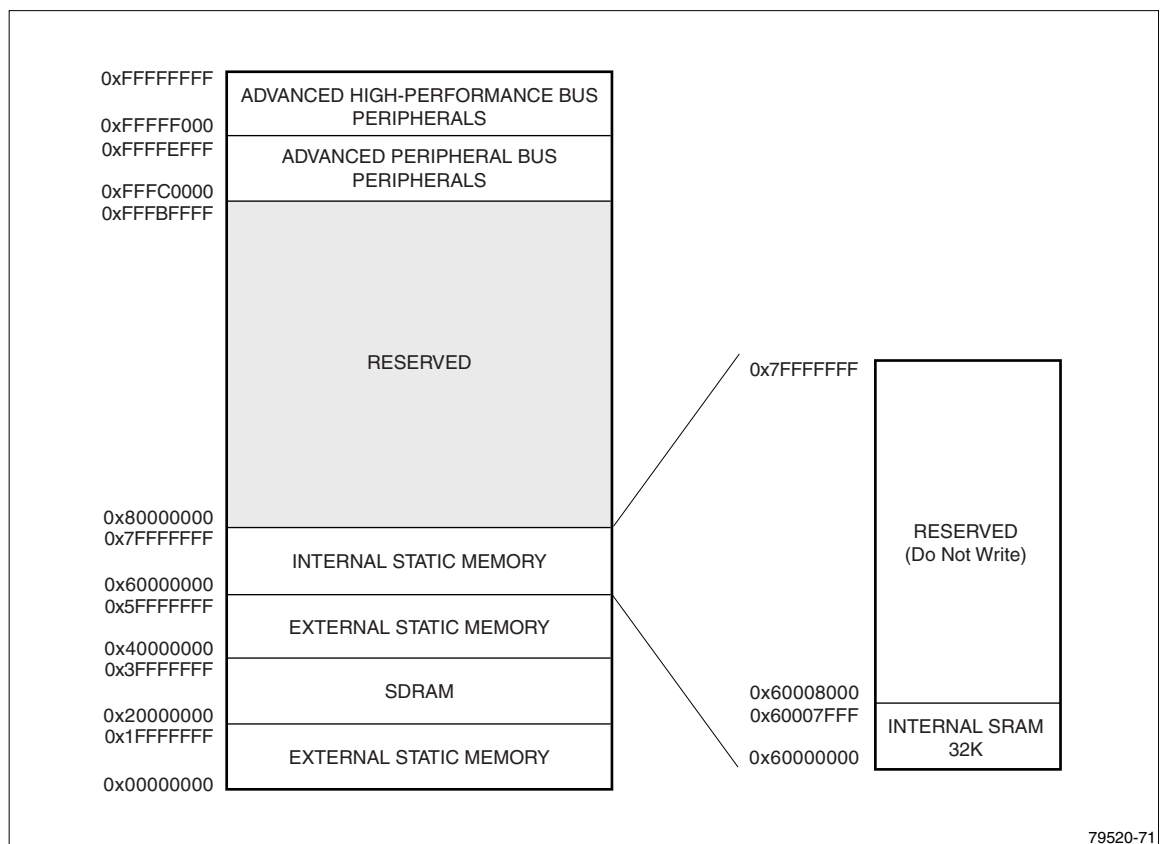 0xFFFFFFFF
ADVANCED HIGH-PERFORMANCE BUS
PERIPHERALS
0xFFFFF000
0xFFFFEFFF
ADVANCED PERIPHERAL BUS
PERIPHERALS
0xFFFC0000
0xFFFBFFFF
RESERVED
0x80000000
0x7FFFFFFF
INTERNAL STATIC MEMORY
0x60000000
0x5FFFFFFF
EXTERNAL STATIC MEMORY
0x40000000
0x3FFFFFFF
SDRAM
0x20000000
0x1FFFFFFF
EXTERNAL STATIC MEMORY
0x00000000
0x7FFFFFFF
RESERVED
(Do Not Write)
0x60008000
0x60007FFF
INTERNAL SRAM
32K
0x60000000
79520-71